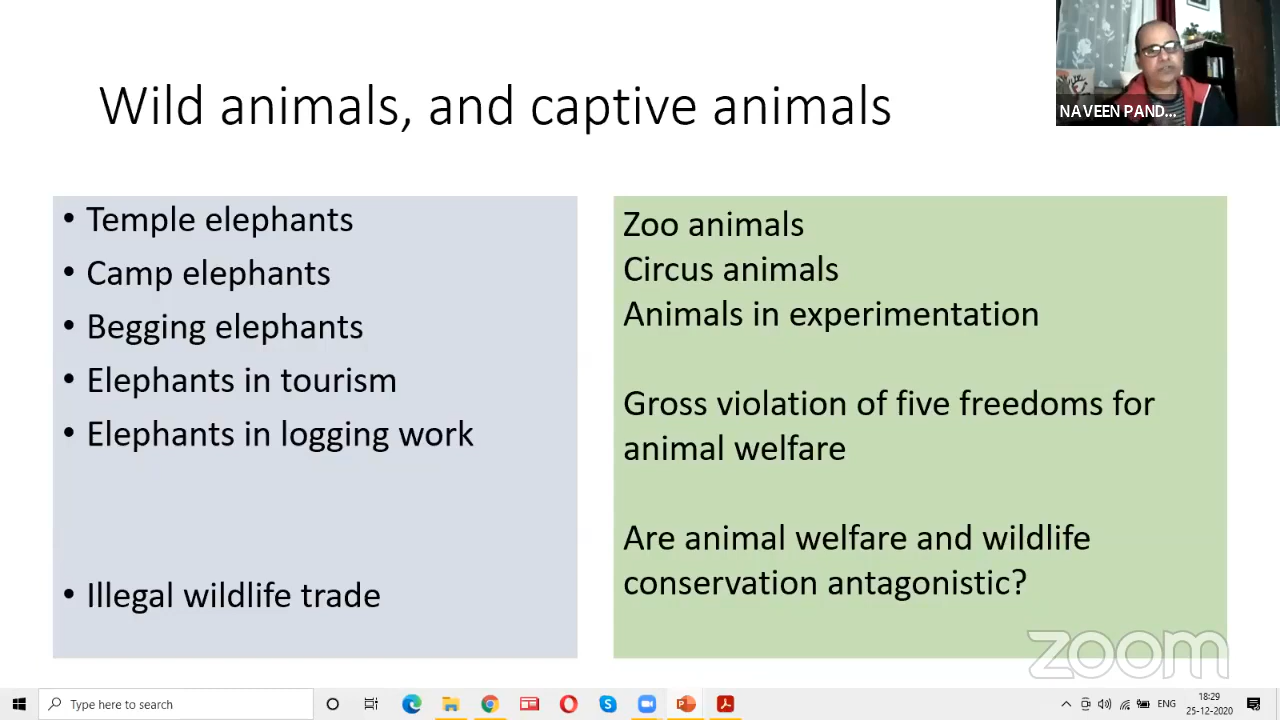 Wild animals, and captive animals
NAVEEN PAND...
• Temple elephants
• Camp elephants
• Begging elephants
• Elephants in tourism
• Elephants in logging work
• Illegal wildlife trade
Zoo animals
Circus animals
Animals in experimentation
Gross violation of five freedoms for
animal welfare
Are animal welfare and wildlife
conservation antagonistic?
zoom
Type here to search
ENG
18:29
25-12-2020